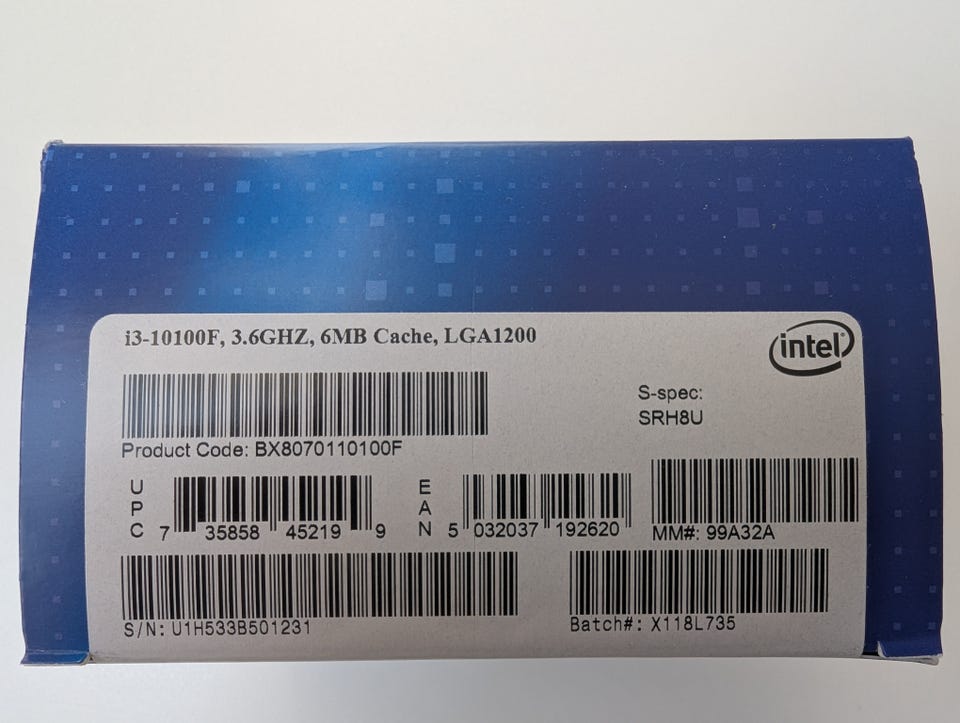 i3-10100F, 3.6GHZ, 6MB Cache, LGA1200
intel
S-spec:
SRH8U
Product Code: BX8070110100F
UPC 7 35858 45219 9
EAN 5 032037 192620
MM#: 99A32A
S/N: U1H533B501231
Batch#: X118L735